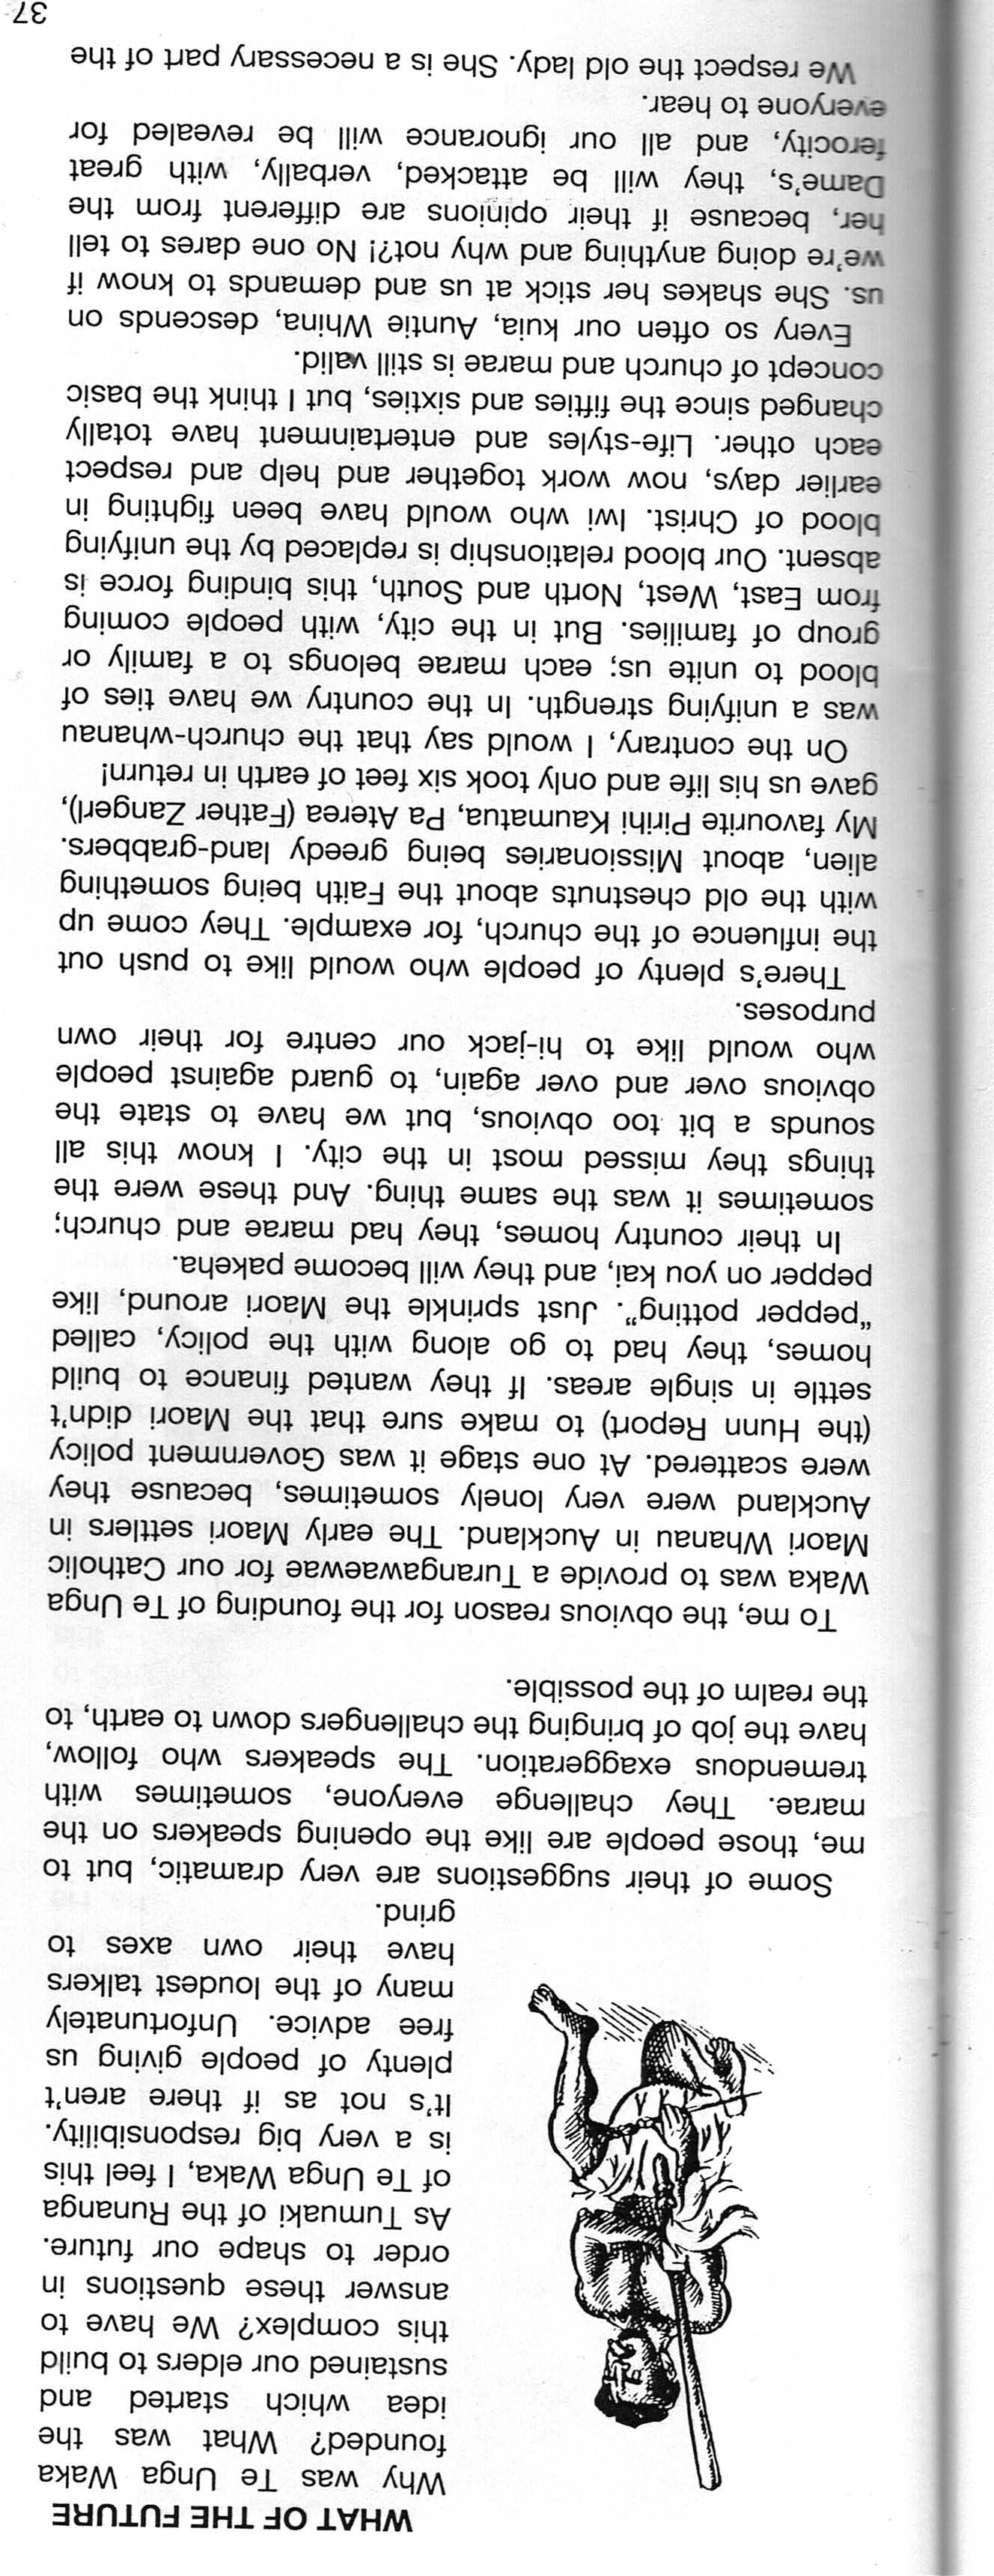 WHAT OF THE FUTURE
Why was Te Unga Waka
founded? What was the
idea which started and
sustained our elders to build
this complex? We have to
answer these questions in
order to shape our future.
As Tumuaki of the Runanga
of Te Unga Waka, I feel this
is a very big responsibility.
It's not as if there aren't
plenty of people giving us
free advice. Unfortunately
many of the loudest talkers
have their own axes to
grind.
Some of their suggestions are very dramatic, but to
me, those people are like the opening speakers on the
marae. They challenge everyone, sometimes with
tremendous exaggeration. The speakers who follow,
have the job of bringing the challengers down to earth, to
the realm of the possible.
To me, the obvious reason for the founding of Te Unga
Waka was to provide a Turangawaewae for our Catholic
Maori Whanau in Auckland. The early Maori settlers in
Auckland were very lonely sometimes, because they
were scattered. At one stage it was Government policy
(the Hunn Report) to make sure that the Maori didn't
settle in single areas. If they wanted finance to build
homes, they had to go along with the policy, called
“pepper potting”. Just sprinkle the Maori around, like
pepper on you kai, and they will become pakeha.
In their country homes, they had marae and church;
sometimes it was the same thing. And these were the
things they missed most in the city. I know this all
sounds a bit too obvious, but we have to state the
obvious over and over again, to guard against people
who would like to hi-jack our centre for their own
purposes.
There's plenty of people who would like to push out
the influence of the church, for example. They come up
with the old chestnuts about the Faith being something
alien, about Missionaries being greedy land-grabbers.
My favourite Pirihi Kaumatua, Pa Aterea (Father Zangerl),
gave us his life and only took six feet of earth in return!
On the contrary, I would say that the church-whanau
was a unifying strength. In the country we have ties of
blood to unite us; each marae belongs to a family or
group of families. But in the city, with people coming
from East, West, North and South, this binding force is
absent. Our blood relationship is replaced by the unifying
blood of Christ. Iwi who would have been fighting in
earlier days, now work together and help and respect
each other. Life-styles and entertainment have totally
changed since the fifties and sixties, but I think the basic
concept of church and marae is still valid.
Every so often our kuia, Auntie Whina, descends on
us. She shakes her stick at us and demands to know if
we're doing anything and why not?! No one dares to tell
her, because if their opinions are different from the
Dame's, they will be attacked, verbally, with great
ferocity, and all our ignorance will be revealed for
everyone to hear.
We respect the old lady. She is a necessary part of the
37